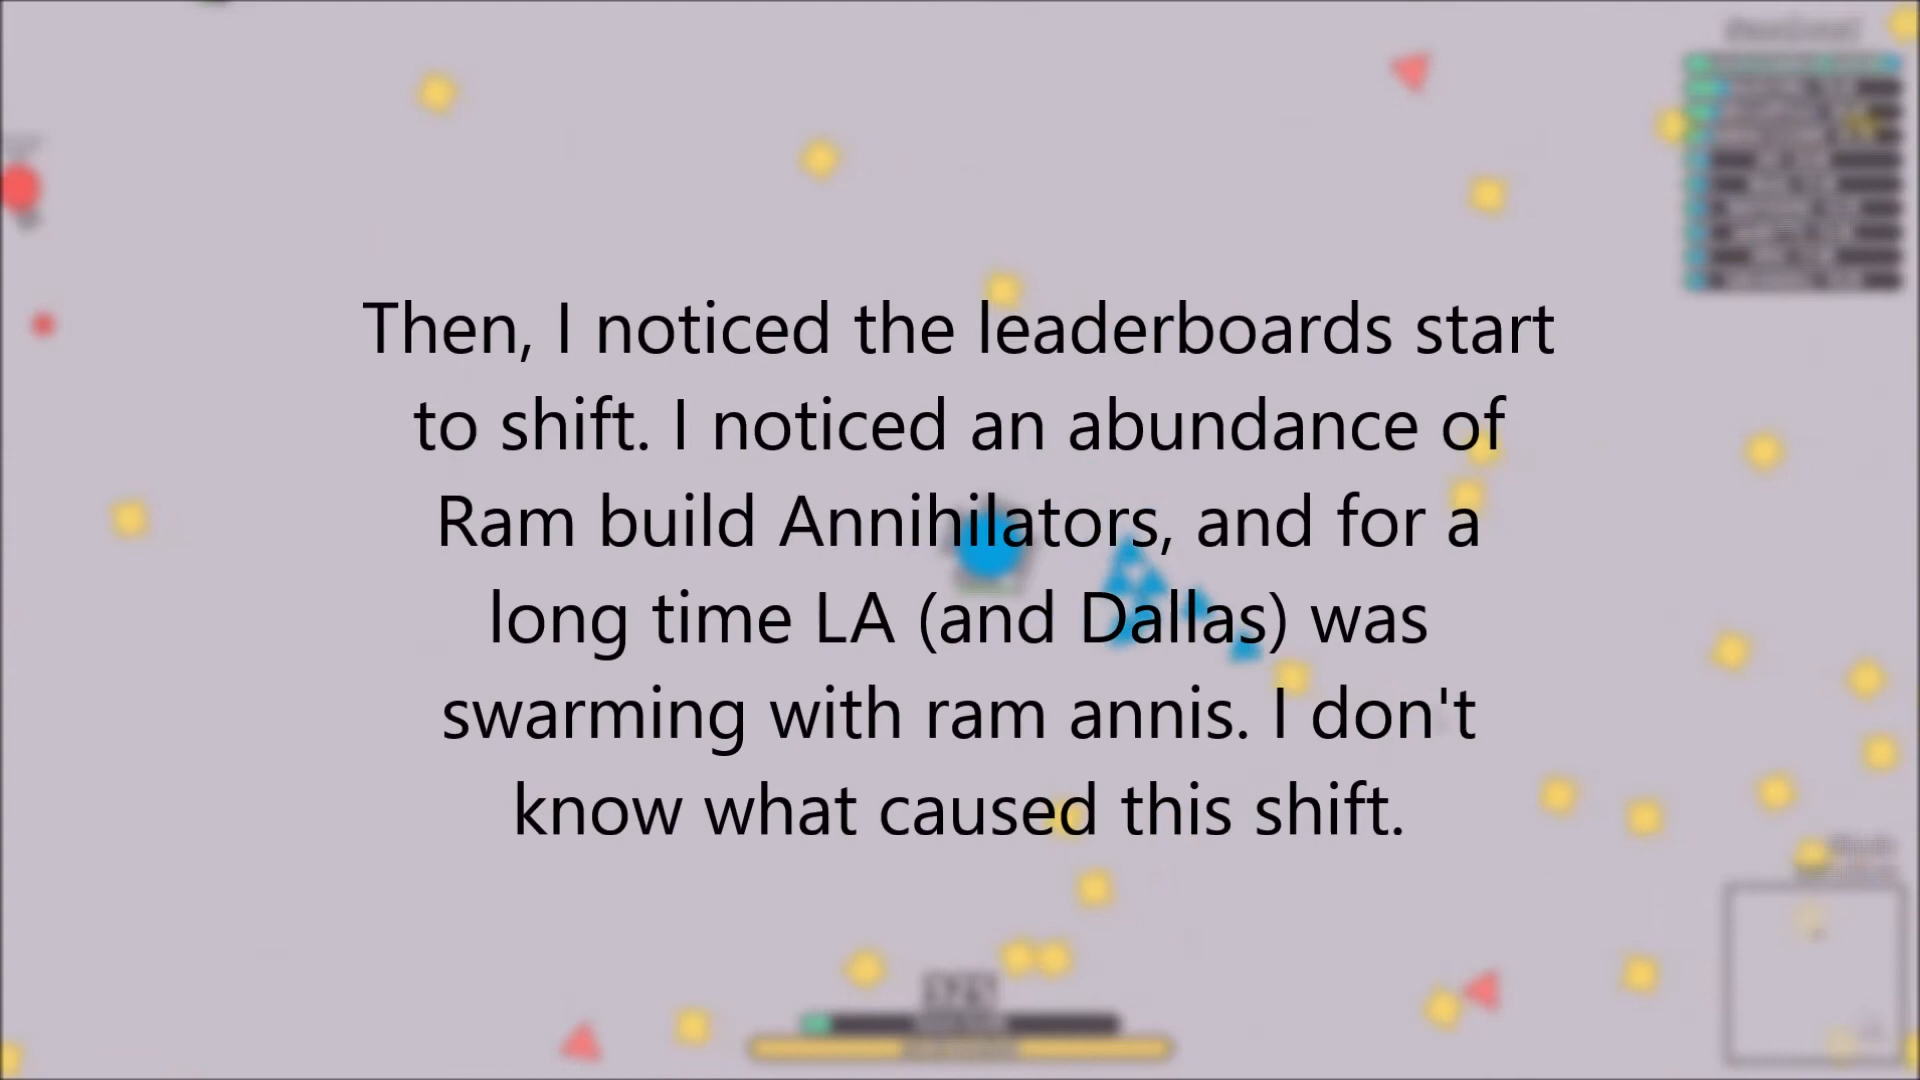 Then, I noticed the leaderboards start
to shift. I noticed an abundance of
Ram build Annihilators, and for a
long time LA (and Dallas) was
swarming with ram annis. I don't
know what caused this shift.